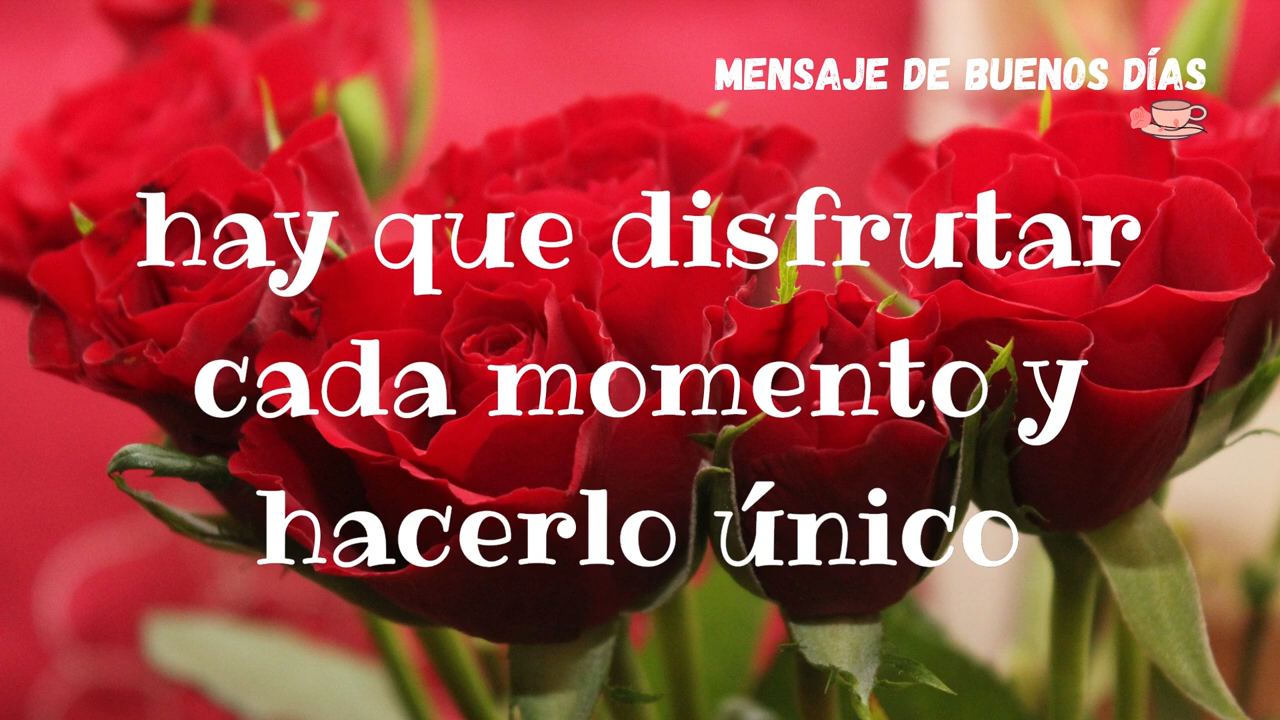 MENSAJE DE BUENOS DÍAS
hay que disfrutar
cada momento y
hacerlo único